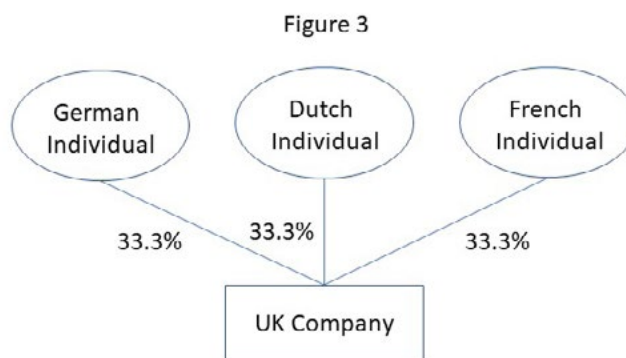 Figure 3
German
Individual
Dutch
Individual
French
Individual
33.3%
33.3%
33.3%
UK Company